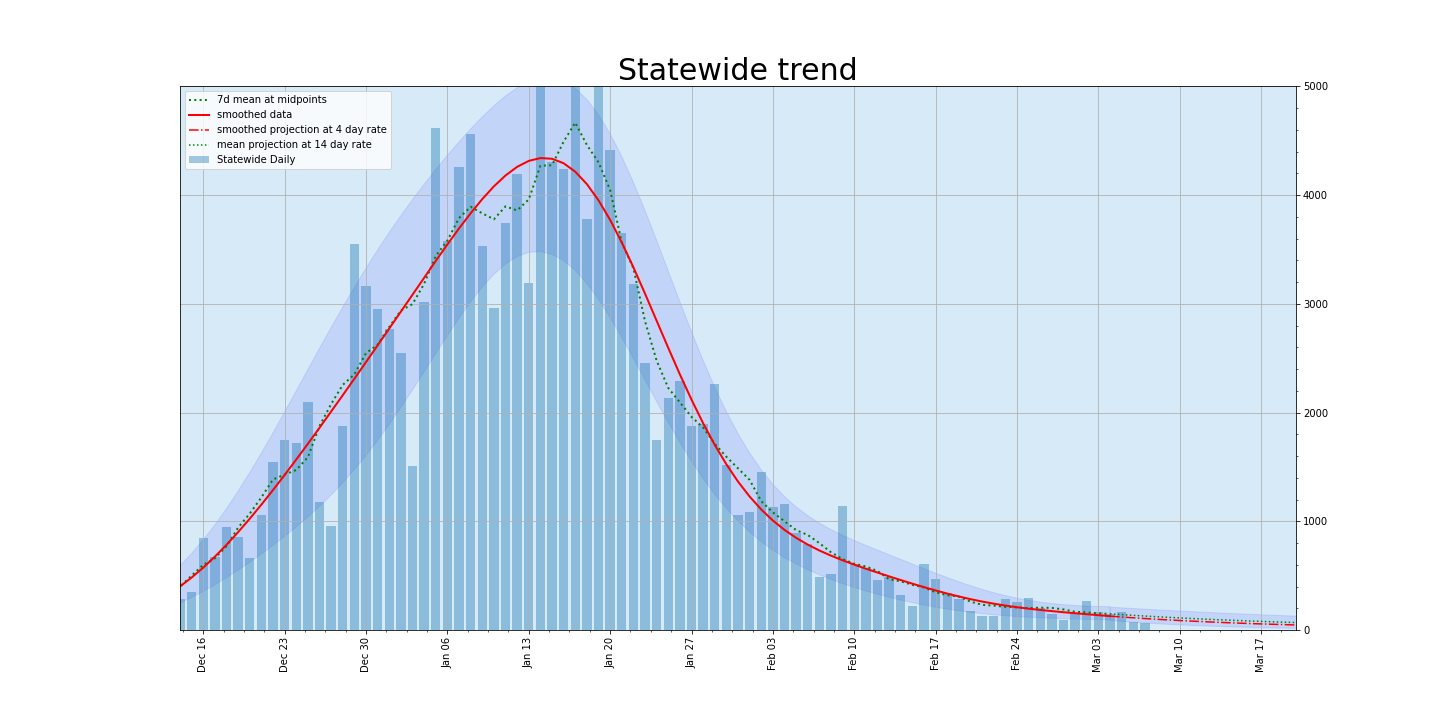 Statewide trend
7d mean at midpoints
smoothed data
smoothed projection at 4 day rate
mean projection at 14 day rate
Statewide Daily
5000
4000
3000
2000
1000
0
Dec 16
Dec 23
Dec 30
Jan 06
Jan 13
Jan 20
Jan 27
Feb 03
Feb 10
Feb 17
Feb 24
Mar 03
Mar 10
Mar 17